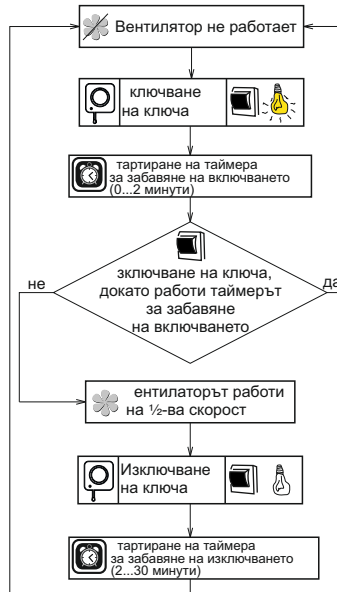 Вентилятор не работает
ключване
на ключа
тартиране на таймера
за забавяне на включването
(0...2 минути)
зключване на ключа,
докато работи таймерът
за забавяне
на включването
не
да
ентилаторът работи
на ½-ва скорост
Изключване
на ключа
тартиране на таймера
за забавяне на изключването
(2...30 минути)